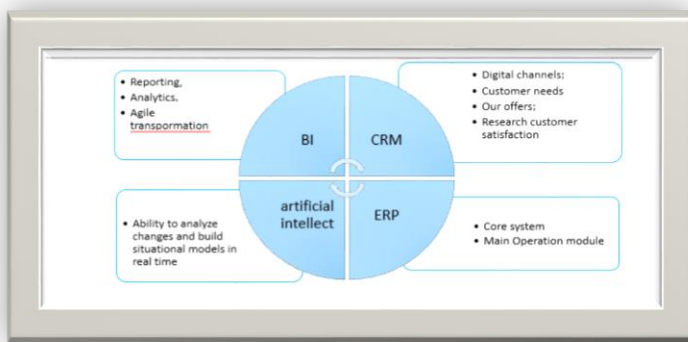 • Reporting,
• Analytics.
• Agile
transpormation
BI
CRM
• Digital channels;
• Customer needs
• Our offers;
• Research customer
satisfaction
artificial
intellect
ERP
• Ability to analyze
changes and build
situational models in
real time
• Core system
• Main Operation module